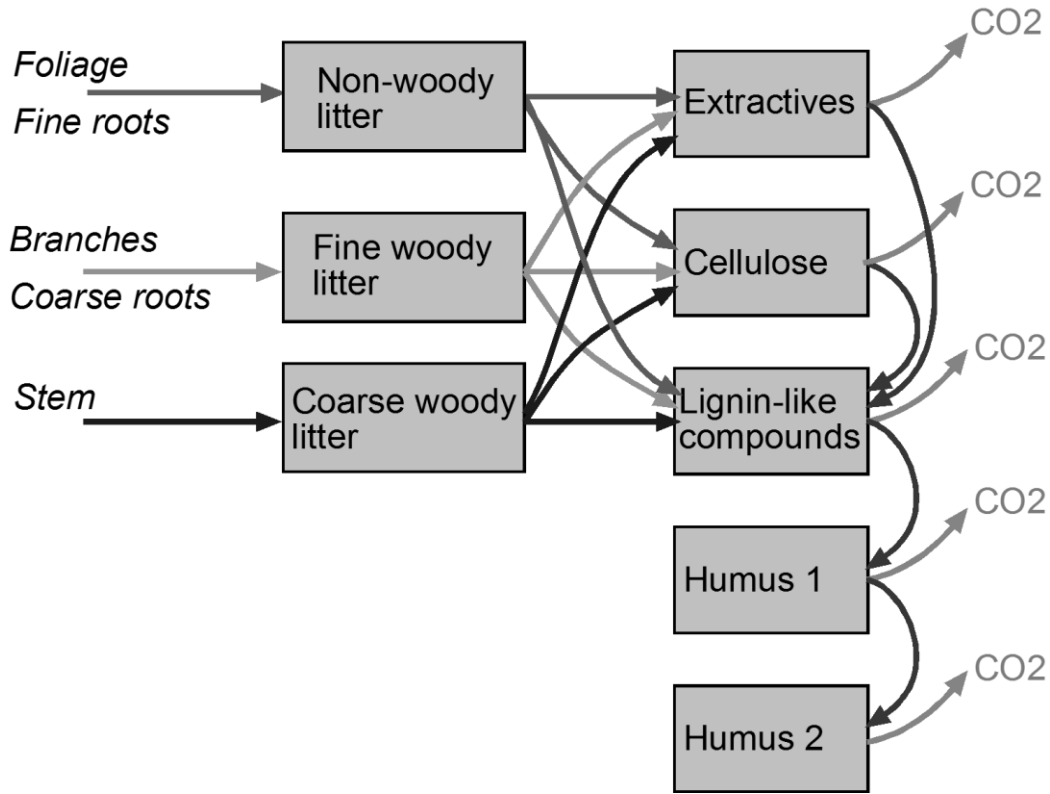 Foliage
Fine roots
Non-woody
litter
Extractives
CO2
Branches
Coarse roots
Fine woody
litter
Cellulose
CO2
Stem
Coarse woody
litter
Lignin-like
compounds
CO2
Humus 1
CO2
Humus 2
CO2